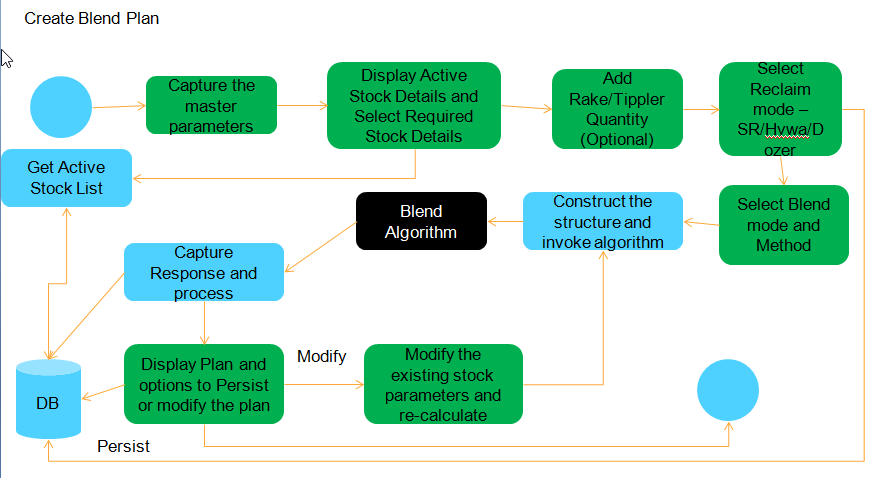 Create Blend Plan
Capture the
master
parameters
Display Active
Stock Details and
Select Required
Stock Details
Add
Rake/Tippler
Quantity
(Optional)
Select
Reclaim
mode –
SR/Hvwa/D
ozer
Get Active
Stock List
Blend
Algorithm
Construct the
structure and
invoke algorithm
Select Blend
mode and
Method
Capture
Response and
process
DB
Display Plan and
options to Persist
or modify the plan
Modify
Modify the
existing stock
parameters and
re-calculate
Persist